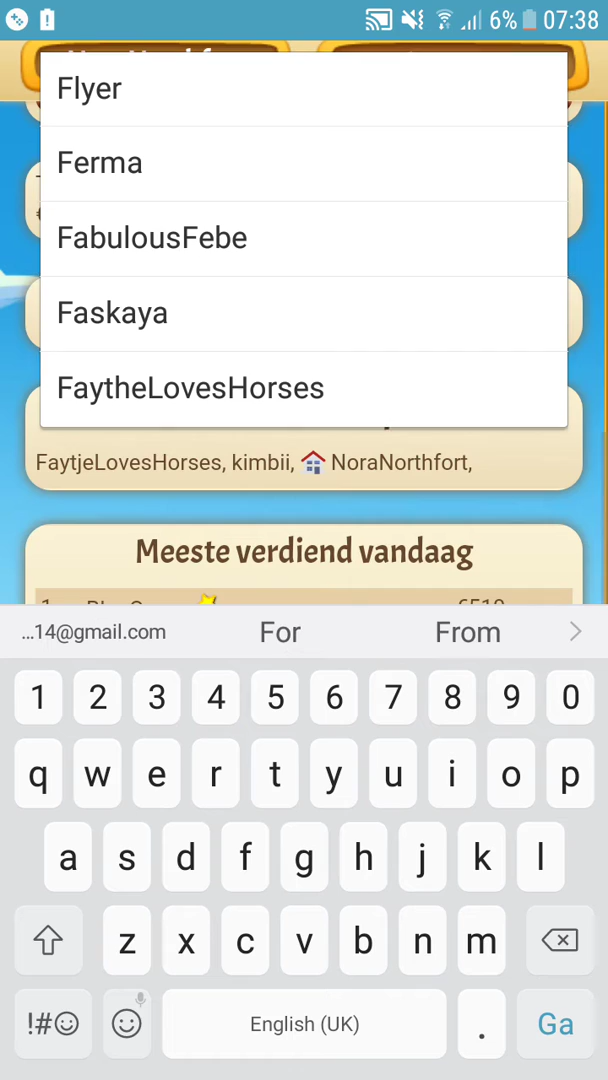 6% 07:38
Flyer
Ferma
FabulousFebe
Faskaya
FaytheLovesHorses
FaytjeLovesHorses, kimbii, NoraNorthfort,
Meeste verdiend vandaag
...14@gmail.com For From
1 2 3 4 5 6 7 8 9 0
q w e r t y u i o p
a s d f g h j k l
z x c v b n m
!#☺ English (UK) . Ga